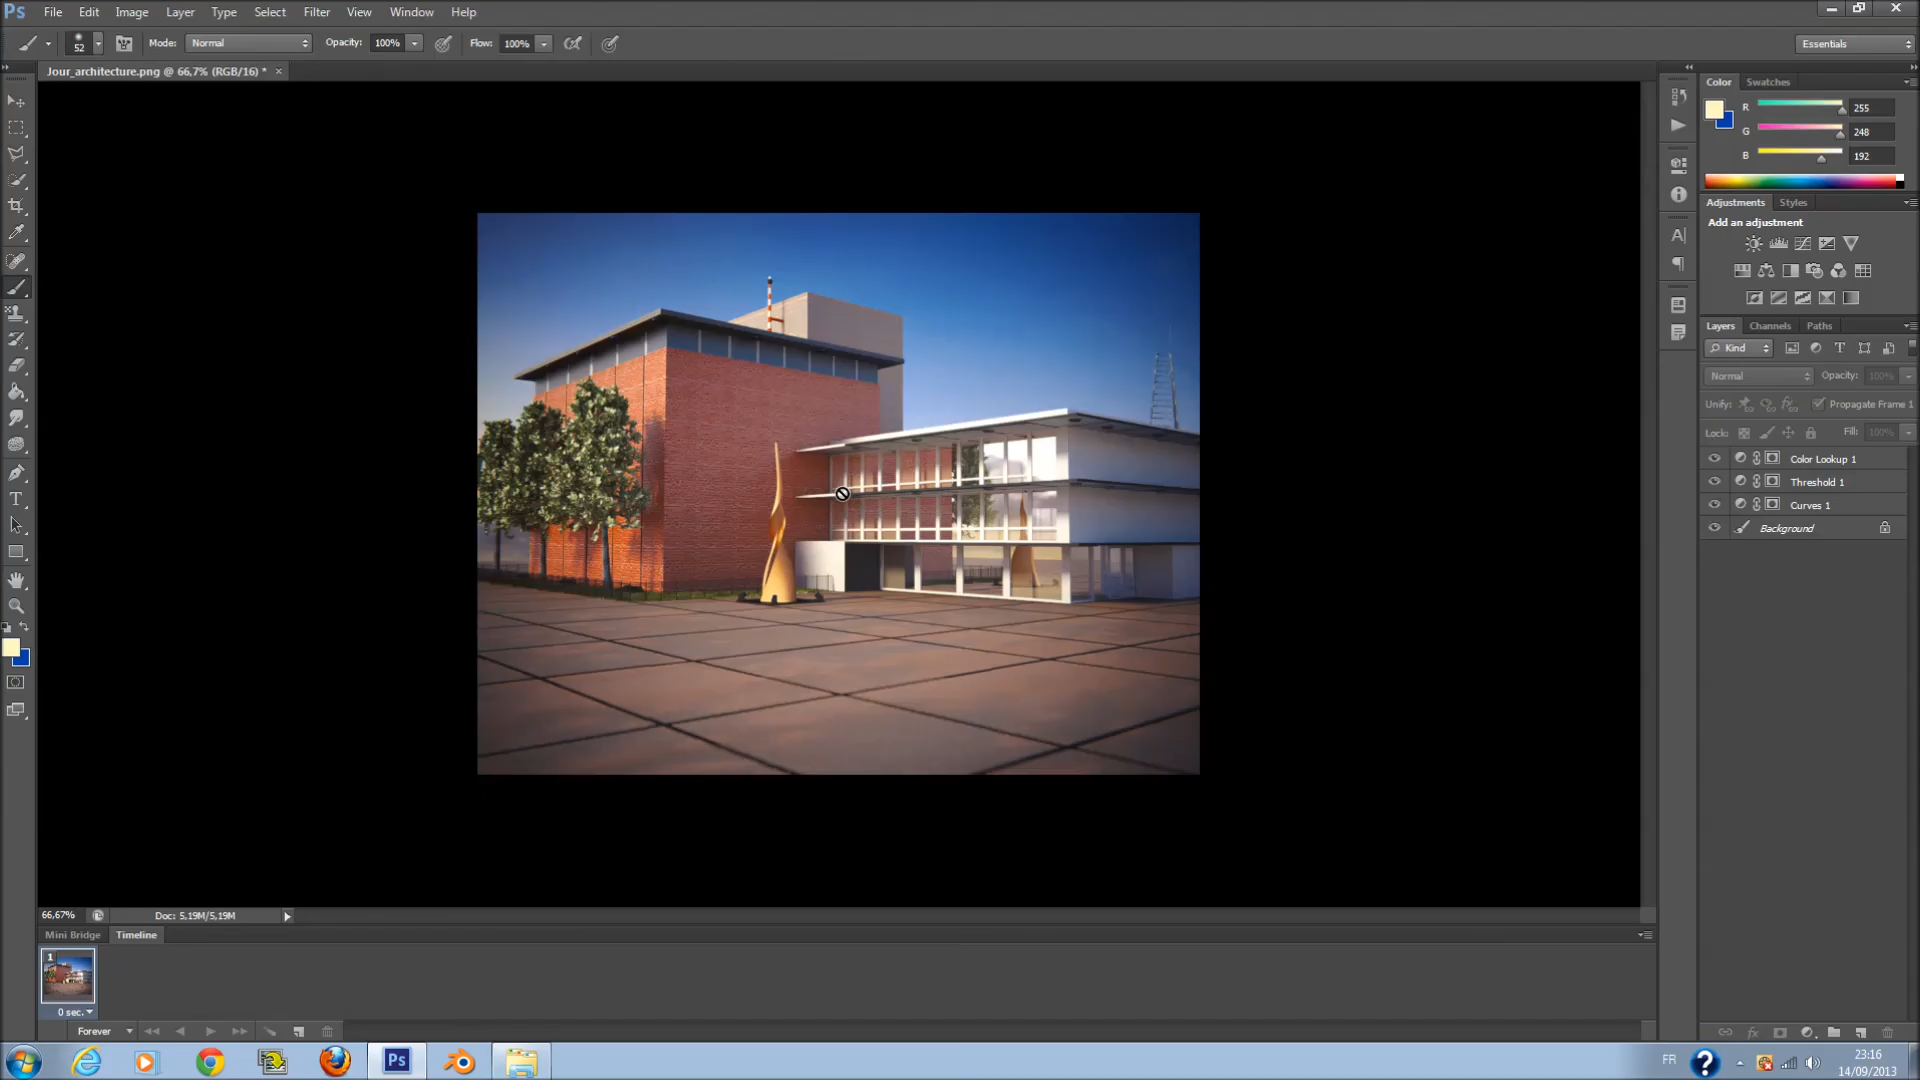 Ps File Edit Image Layer Type Select Filter View Window Help
52 Mode: Normal Opacity: 100% Flow: 100% Essentials
Jour_architecture.png @ 66,7% (RGB/16) * ×
Color Swatches
R 255
G 248
B 192
Adjustments Styles
Add an adjustment
Layers Channels Paths
Kind
Normal Opacity: 100%
Unify: Propagate Frame 1
Lock: Fill: 100%
Color Lookup 1
Threshold 1
Curves 1
Background
66,67% Doc: 5,19M/5,19M
Mini Bridge Timeline
1
0 sec.
Forever
Ps FR 23:16
14/09/2013